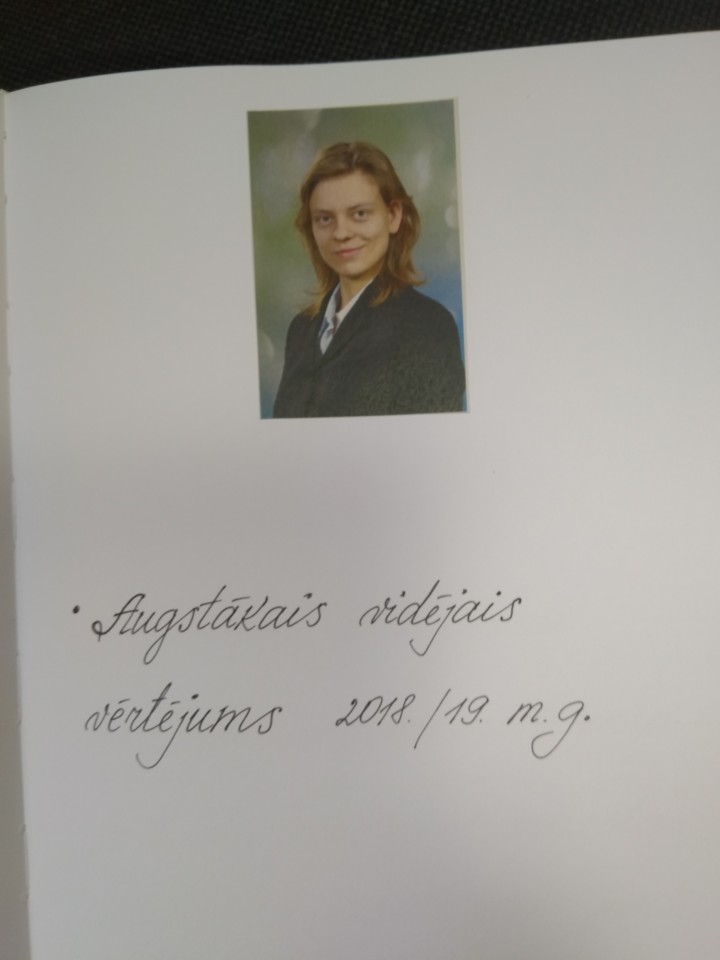 · Augstākais vidējais
vērtējums 2018./19. m.g.